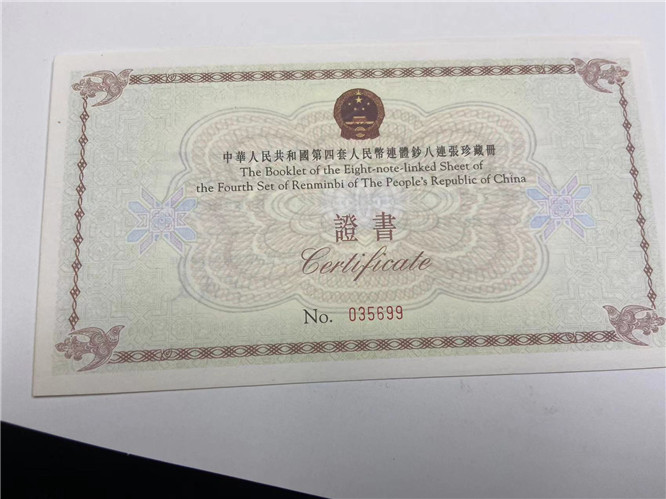 中華人民共和國第四套人民幣連體鈔八連張珍藏冊
The Booklet of the Eight-note-linked Sheet of
the Fourth Set of Renminbi of The People's Republic of China
證書
Certificate
No. 035699